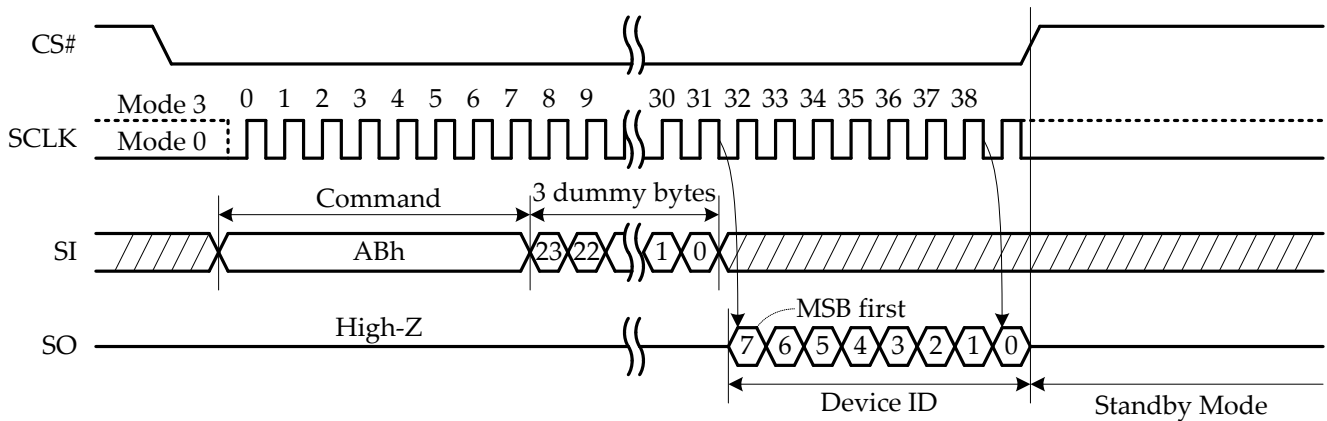 CS#
Mode 3 0 1 2 3 4 5 6 7 8 9 30 31 32 33 34 35 36 37 38
SCLK Mode 0
Command 3 dummy bytes
SI ABh 23 22 1 0
High-Z MSB first
SO 7 6 5 4 3 2 1 0
Device ID Standby Mode